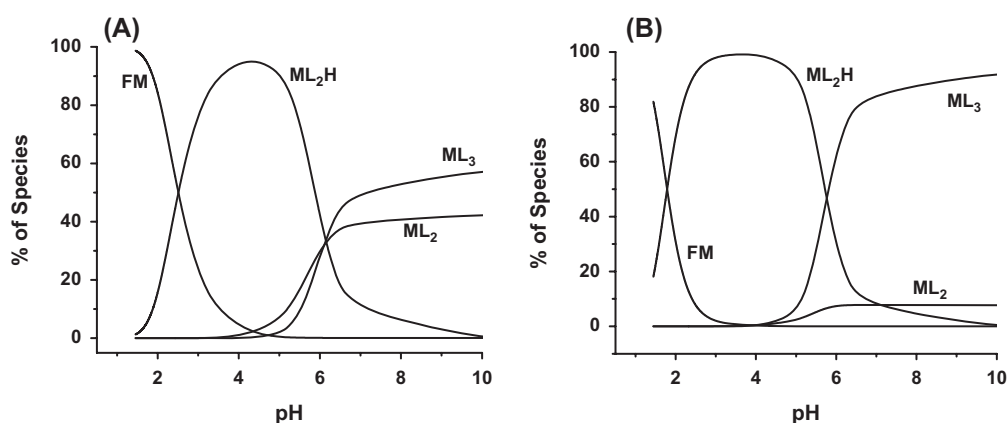 (A)
100
80
60
40
20
0
% of Species
FM
ML₂H
ML₃
ML₂
2 4 6 8 10
pH
(B)
100
80
60
40
20
0
% of Species
ML₂H
ML₃
FM
ML₂
2 4 6 8 10
pH